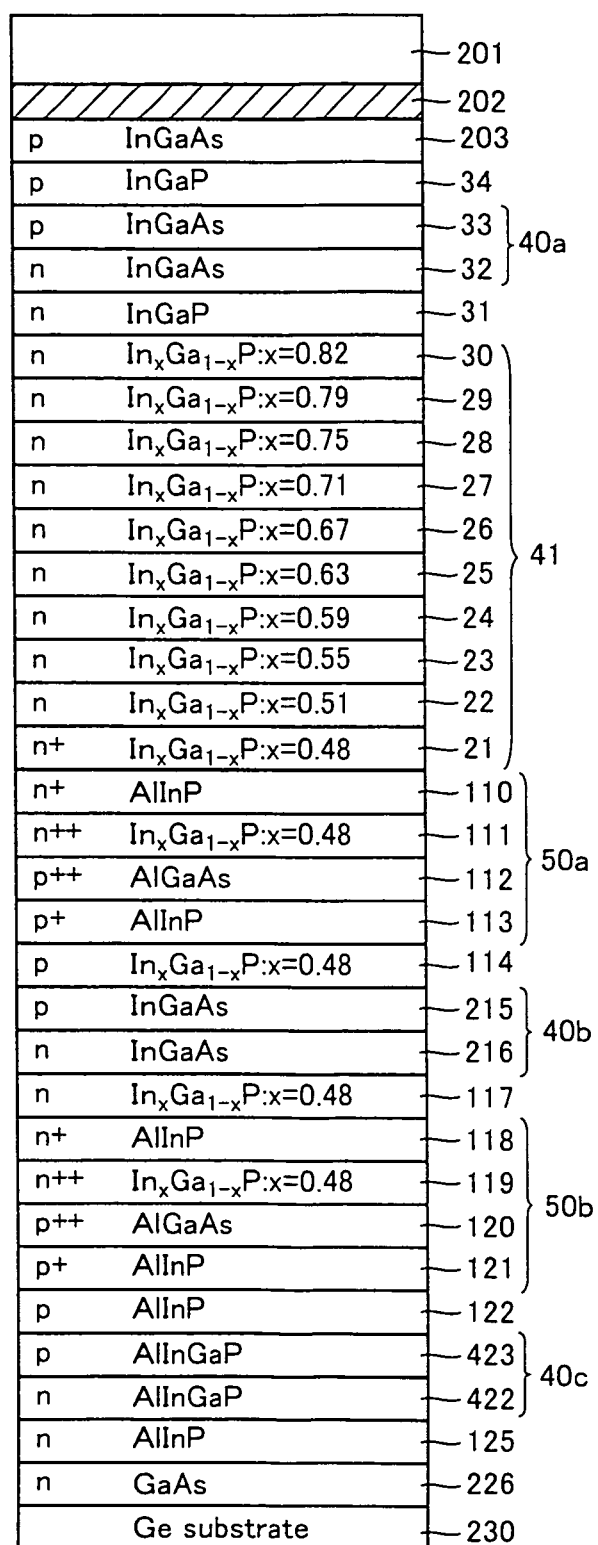 201
202
p InGaAs 203
p InGaP 34
p InGaAs 33
40a
n InGaAs 32
n InGaP 31
n InₓGa₁₋ₓP:x=0.82 30
n InₓGa₁₋ₓP:x=0.79 29
n InₓGa₁₋ₓP:x=0.75 28
n InₓGa₁₋ₓP:x=0.71 27
n InₓGa₁₋ₓP:x=0.67 26
41
n InₓGa₁₋ₓP:x=0.63 25
n InₓGa₁₋ₓP:x=0.59 24
n InₓGa₁₋ₓP:x=0.55 23
n InₓGa₁₋ₓP:x=0.51 22
n+ InₓGa₁₋ₓP:x=0.48 21
n+ AlInP 110
n++ InₓGa₁₋ₓP:x=0.48 111
50a
p++ AlGaAs 112
p+ AlInP 113
p InₓGa₁₋ₓP:x=0.48 114
p InGaAs 215
40b
n InGaAs 216
n InₓGa₁₋ₓP:x=0.48 117
n+ AlInP 118
n++ InₓGa₁₋ₓP:x=0.48 119
50b
p++ AlGaAs 120
p+ AlInP 121
p AlInP 122
p AlInGaP 423
40c
n AlInGaP 422
n AlInP 125
n GaAs 226
Ge substrate 230